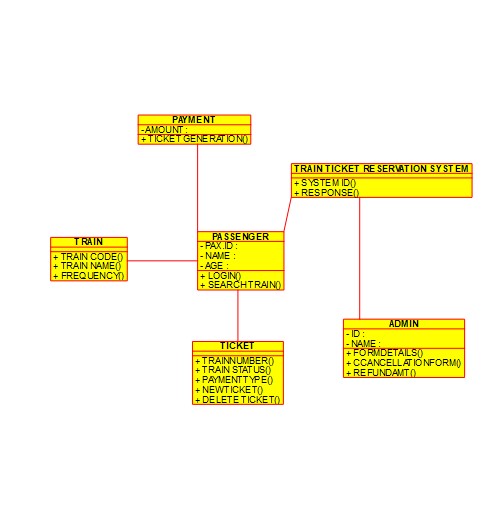 PAYMENT
- AMOUNT :
+ TICKET GENERATION()
TRAIN TICKET RESERVATION SYSTEM
+ SYSTEM ID()
+ RESPONSE()
PASSENGER
- PAX.ID :
- NAME :
- AGE :
+ LOGIN()
+ SEARCHTRAIN()
TRAIN
+ TRAIN CODE()
+ TRAIN NAME()
+ FREQUENCY()
ADMIN
- ID :
- NAME :
+ FORMDETAILS()
+ CCANCELLATIONFORM()
+ REFUNDAMT()
TICKET
+ TRAINNUMBER()
+ TRAIN STATUS()
+ PAYMENTTYPE()
+ NEWTICKET()
+ DELETE TICKET()